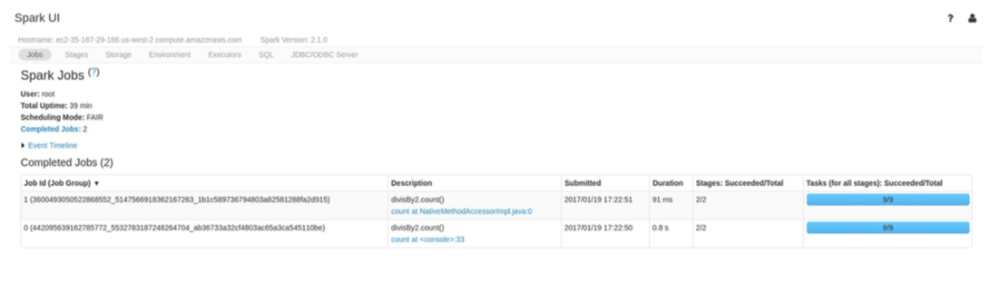 Spark UI
?
Hostname: ec2-35-167-29-186.us-west-2.compute.amazonaws.com Spark Version: 2.1.0
Jobs Stages Storage Environment Executors SQL JDBC/ODBC Server
Spark Jobs (?)
User: root
Total Uptime: 39 min
Scheduling Mode: FAIR
Completed Jobs: 2
Event Timeline
Completed Jobs (2)
Job Id (Job Group) ▾ Description Submitted Duration Stages: Succeeded/Total Tasks (for all stages): Succeeded/Total
1 (3600493050522868552_5147566918362167263_1b1c589736794803a82581288fa2d915) divisBy2.count() 2017/01/19 17:22:51 91 ms 2/2 9/9
count at NativeMethodAccessorImpl.java:0
0 (442095639162785772_5532783187248264704_ab36733a32cf4803ac65a3ca545110be) divisBy2.count() 2017/01/19 17:22:50 0.8 s 2/2 9/9
count at <console>:33